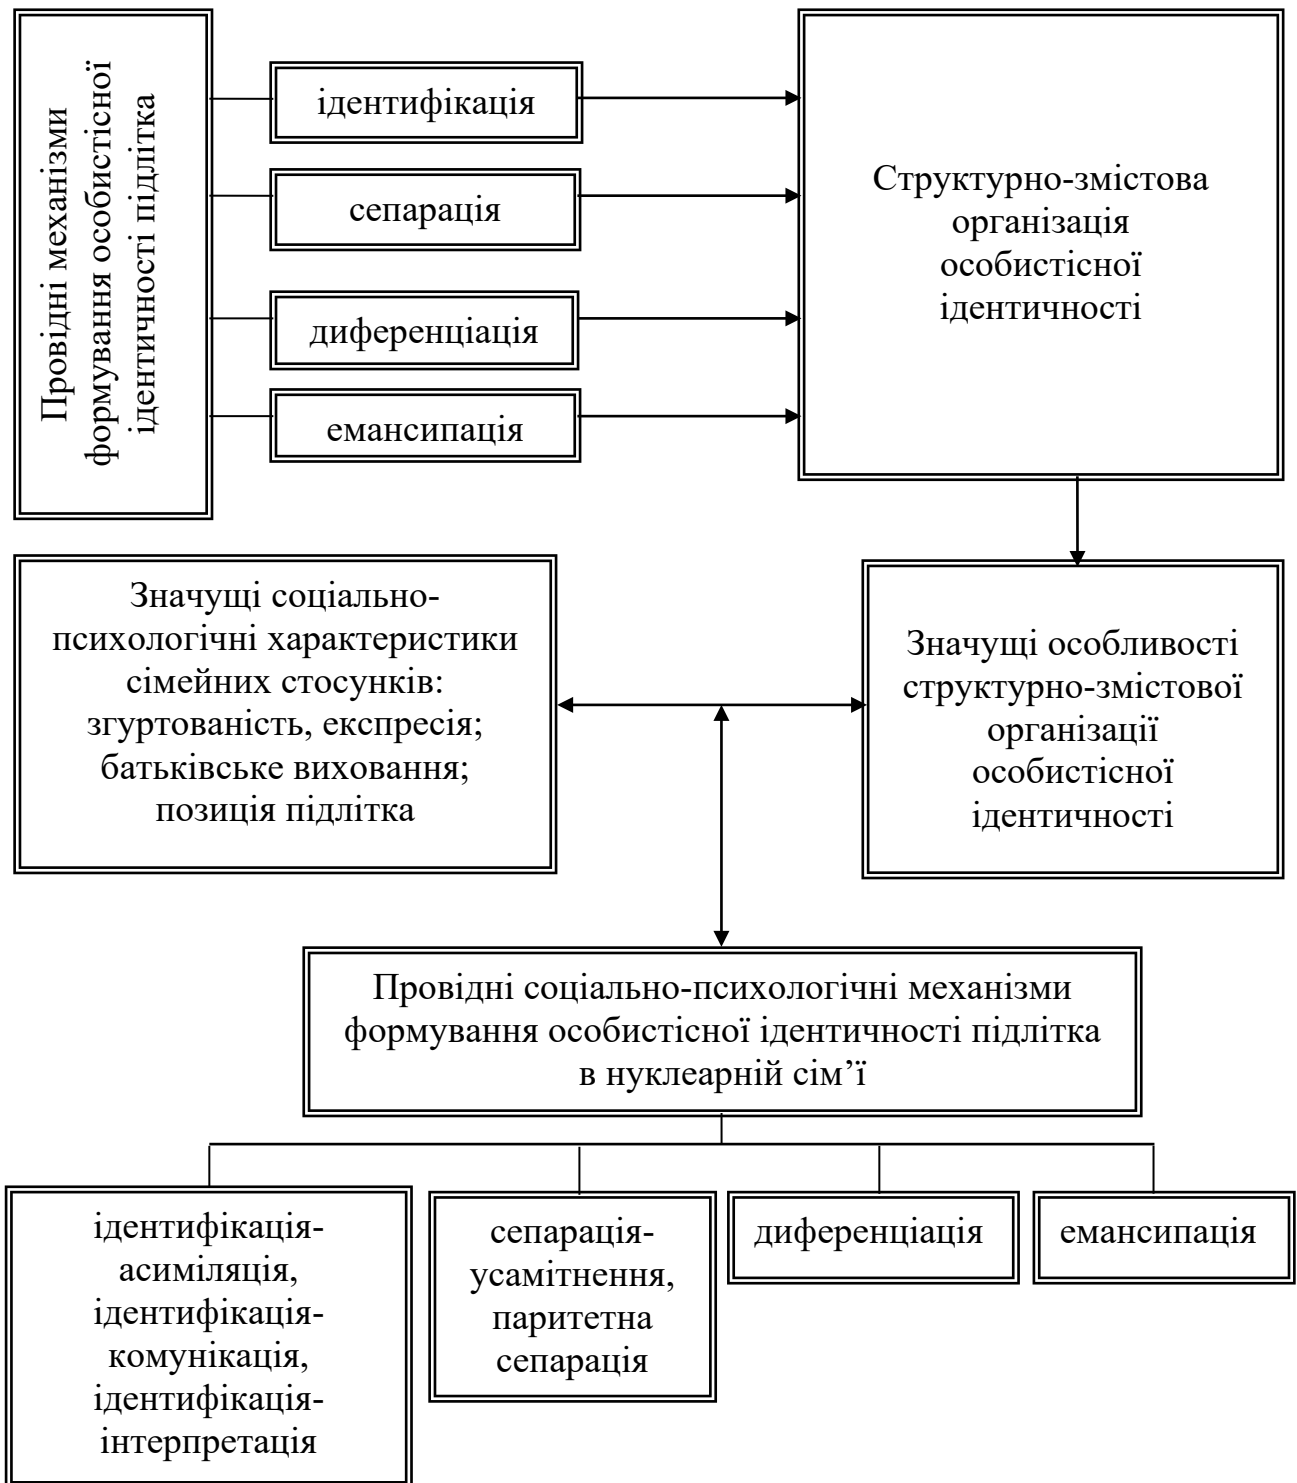 Провідні механізми
формування особистісної
ідентичності підлітка
ідентифікація
сепарація
диференціація
емансипація
Структурно-змістова
організація
особистісної
ідентичності
Значущі соціально-
психологічні характеристики
сімейних стосунків:
згуртованість, експресія;
батьківське виховання;
позиція підлітка
Значущі особливості
структурно-змістової
організації
особистісної
ідентичності
Провідні соціально-психологічні механізми
формування особистісної ідентичності підлітка
в нуклеарній сім’ї
ідентифікація-
асиміляція,
ідентифікація-
комунікація,
ідентифікація-
інтерпретація
сепарація-
усамітнення,
паритетна
сепарація
диференціація
емансипація